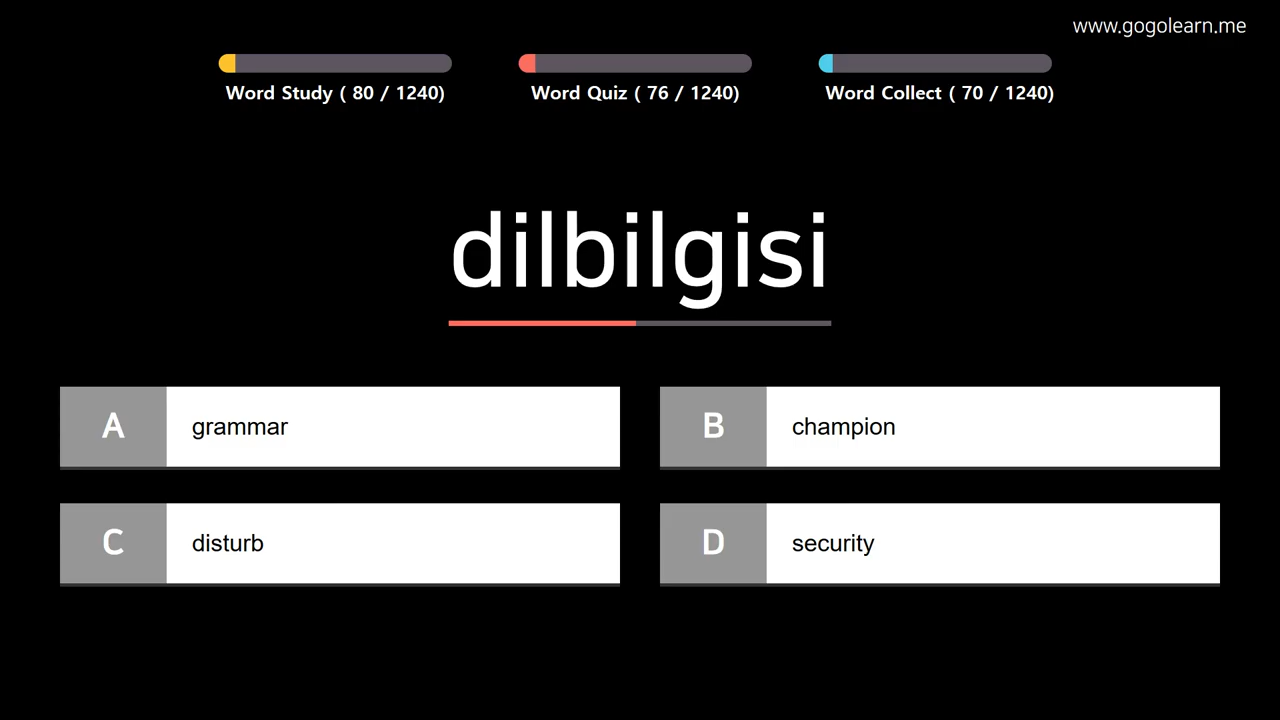 www.gogolearn.me
Word Study ( 80 / 1240)
Word Quiz ( 76 / 1240)
Word Collect ( 70 / 1240)
dilbilgisi
A grammar
B champion
C disturb
D security